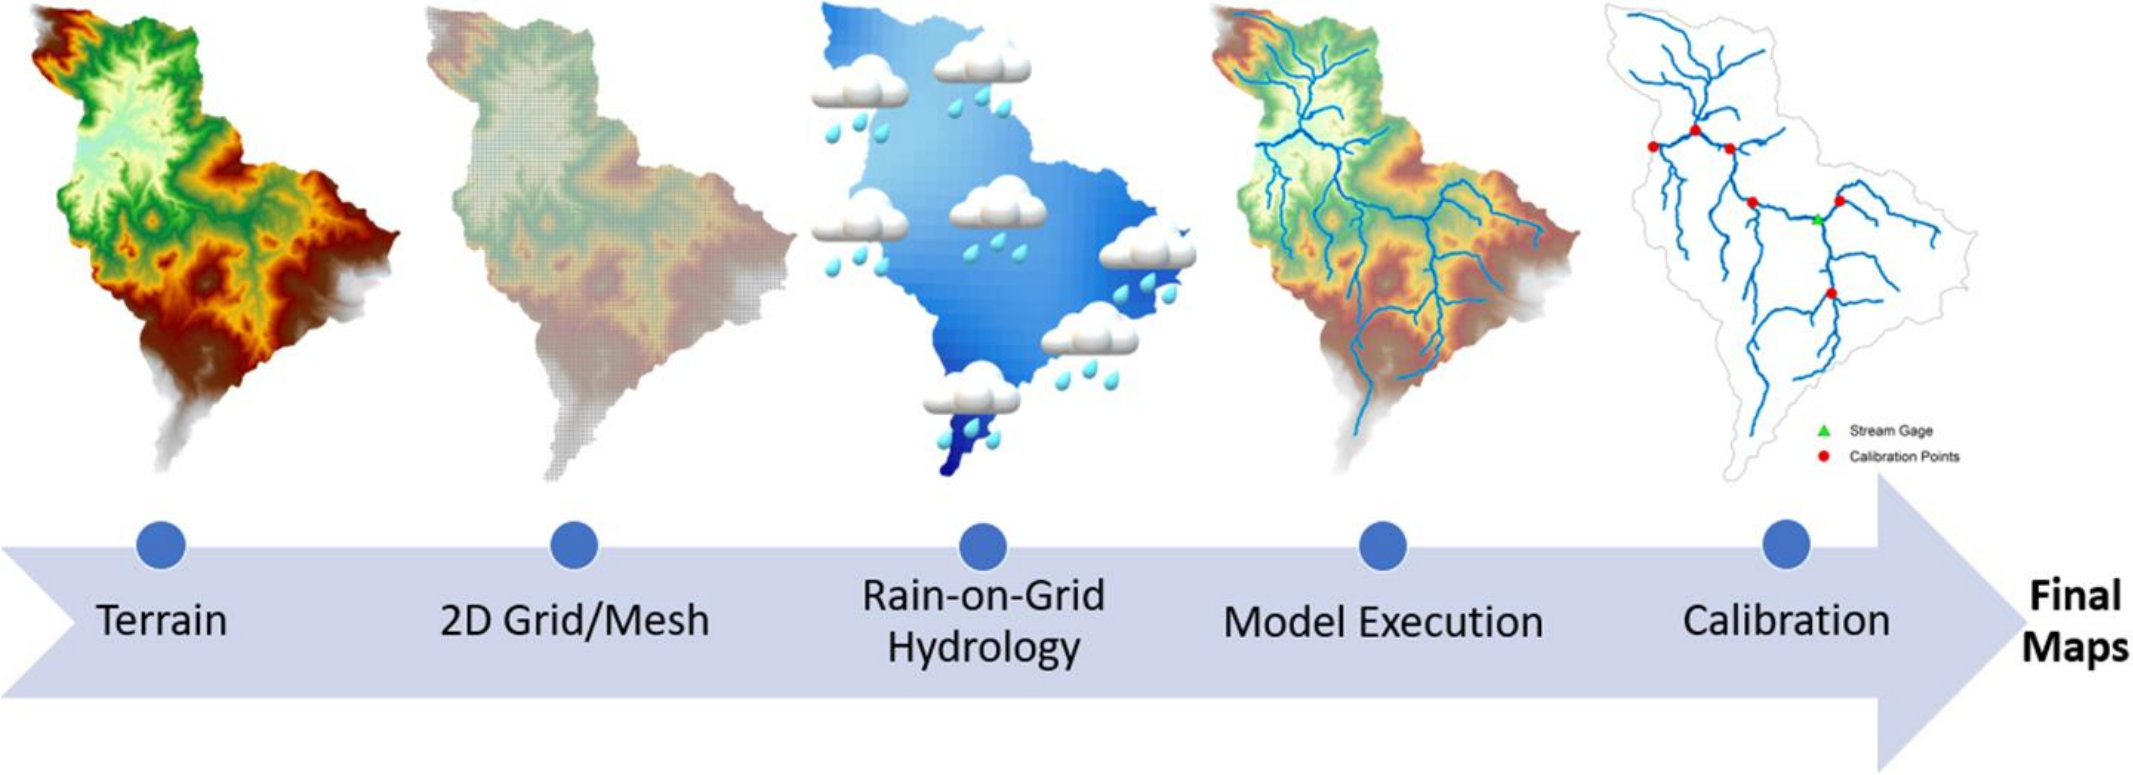 Stream Gage
Calibration Points
Terrain
2D Grid/Mesh
Rain-on-Grid
Hydrology
Model Execution
Calibration
Final
Maps